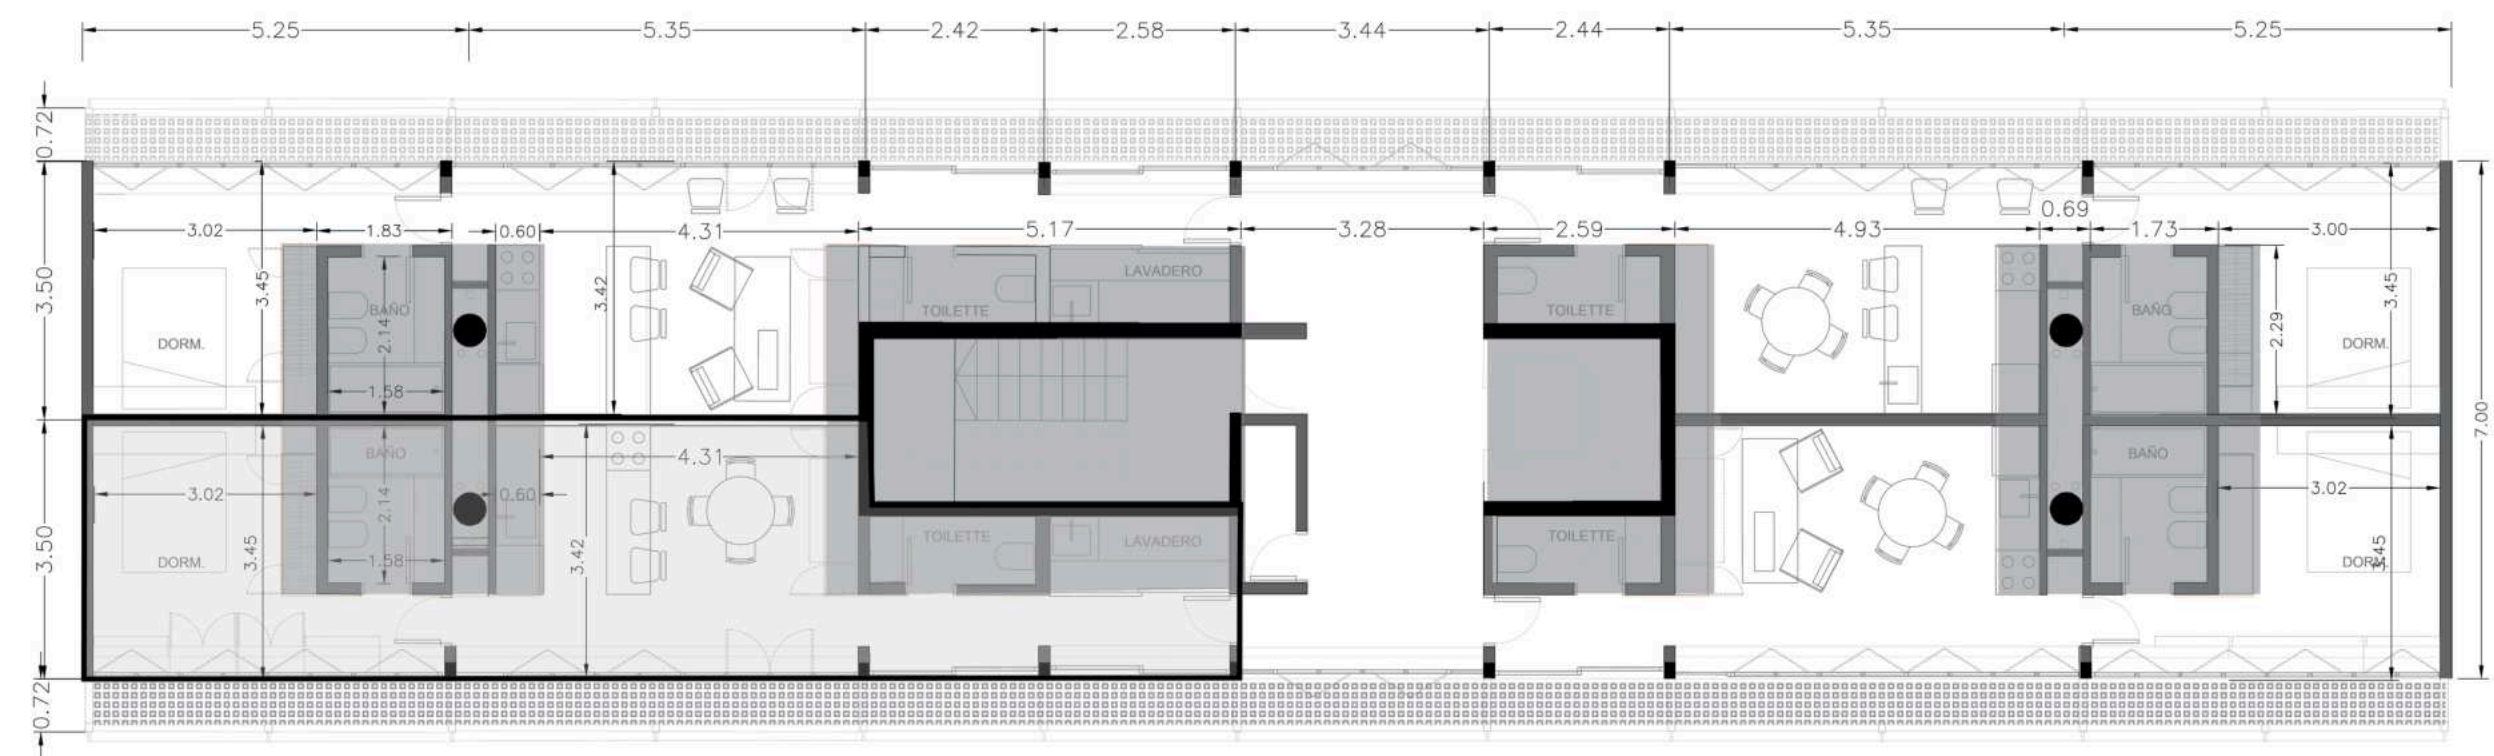 5.25 5.35 2.42 2.58 3.44 2.44 5.35 5.25
0.72
0.69
3.02 1.83 0.60 4.31 5.17 3.28 2.59 4.93 1.73 3.00
LAVADERO
3.50 3.45 3.42 3.45
BAÑO TOILETTE TOILETTE BAÑO
2.14 2.29
DORM. DORM.
1.58
7.00
BAÑO 4.31 BAÑO
3.02 0.60 3.02
2.14
TOILETTE LAVADERO TOILETTE
3.50 3.45 3.42 3.45
DORM. 1.58 DORM.
0.72